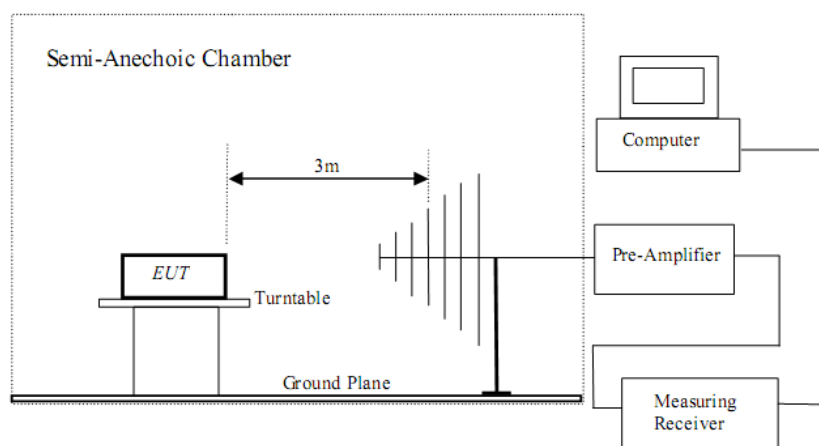 Semi-Anechoic Chamber
Computer
3m
Pre-Amplifier
EUT
Turntable
Ground Plane
Measuring
Receiver